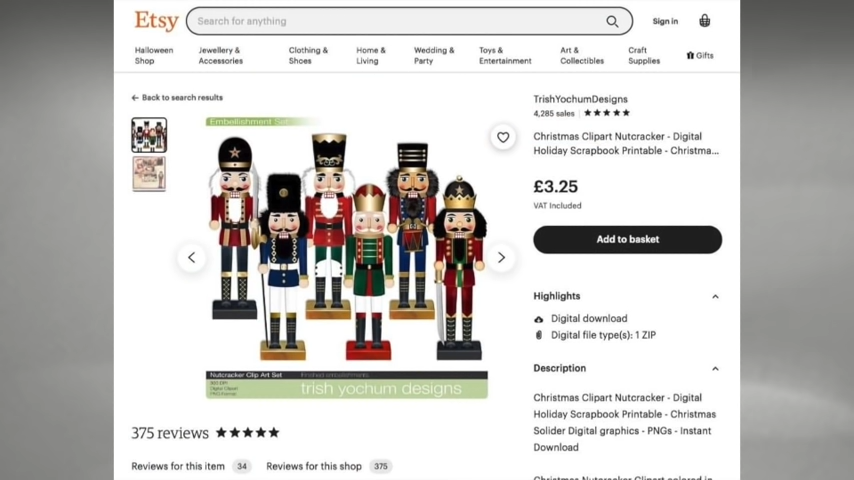 Etsy
Search for anything
Sign in
Halloween Shop
Jewellery & Accessories
Clothing & Shoes
Home & Living
Wedding & Party
Toys & Entertainment
Art & Collectibles
Craft Supplies
Gifts
Back to search results
Embellishment Set
Nutcracker Clip Art Set
trish yochum designs
TrishYochumDesigns
4,285 sales
Christmas Clipart Nutcracker - Digital
Holiday Scrapbook Printable - Christma...
£3.25
VAT Included
Add to basket
Highlights
Digital download
Digital file type(s): 1 ZIP
Description
Christmas Clipart Nutcracker - Digital
Holiday Scrapbook Printable - Christmas
Solider Digital graphics - PNGs - Instant
Download
375 reviews
Reviews for this item 34
Reviews for this shop 375